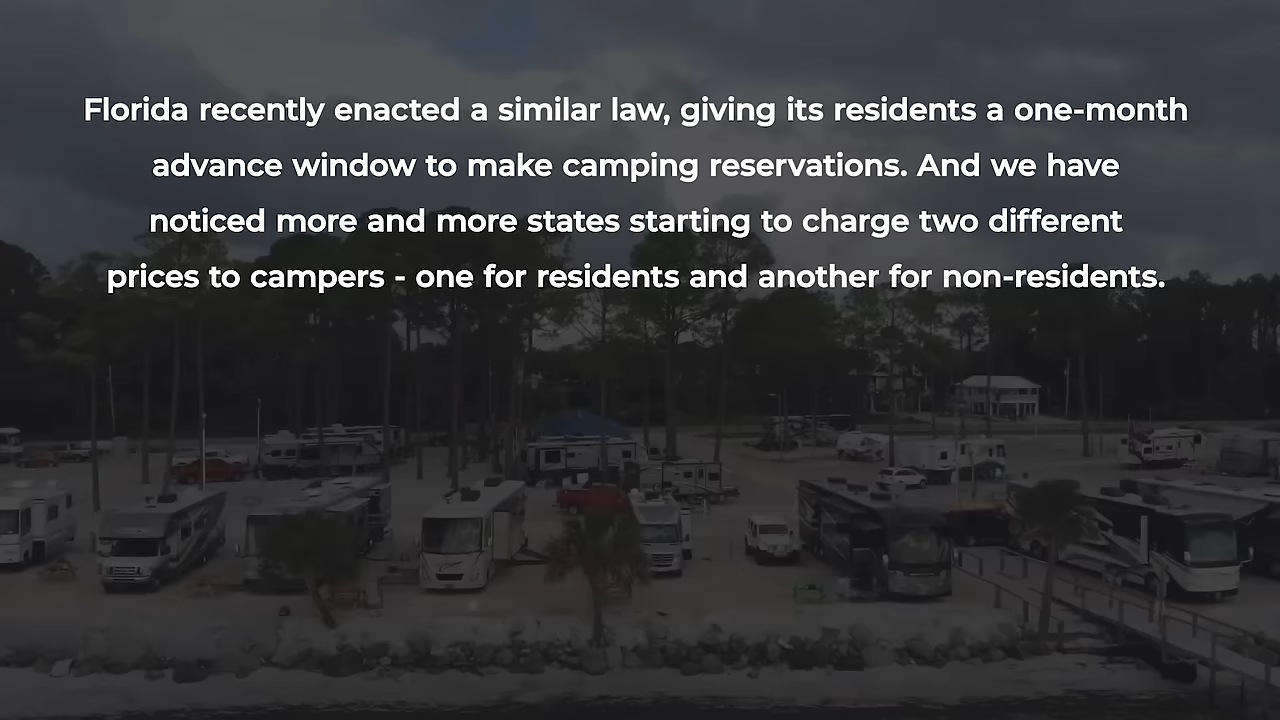 Florida recently enacted a similar law, giving its residents a one-month
advance window to make camping reservations. And we have
noticed more and more states starting to charge two different
prices to campers - one for residents and another for non-residents.